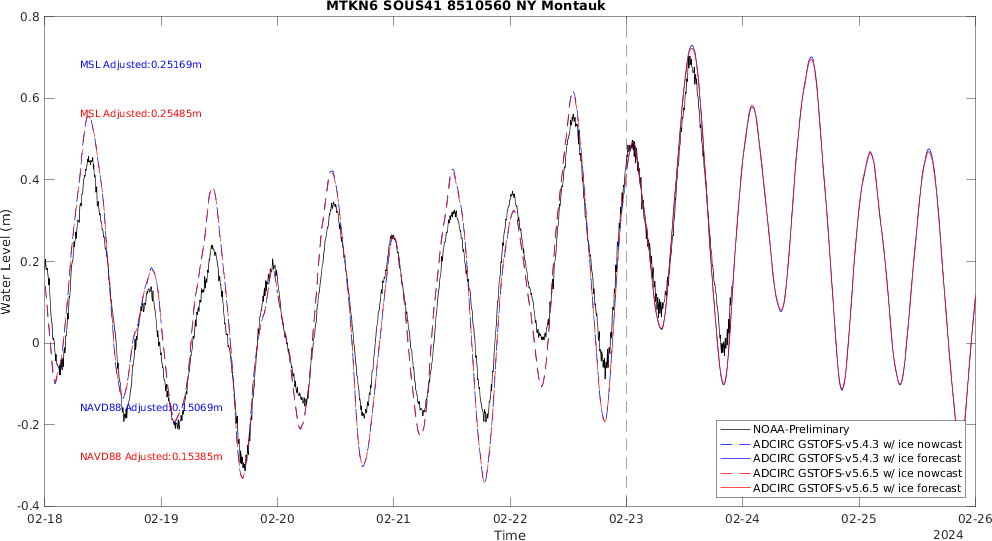 MTKN6 SOUS41 8510560 NY Montauk
0.8
0.6
0.4
0.2
0
-0.2
-0.4
Water Level (m)
MSL Adjusted:0.25169m
MSL Adjusted:0.25485m
NAVD88 Adjusted:0.15069m
NAVD88 Adjusted:0.15385m
NOAA-Preliminary
ADCIRC GSTOFS-v5.4.3 w/ ice nowcast
ADCIRC GSTOFS-v5.4.3 w/ ice forecast
ADCIRC GSTOFS-v5.6.5 w/ ice nowcast
ADCIRC GSTOFS-v5.6.5 w/ ice forecast
02-18 02-19 02-20 02-21 02-22 02-23 02-24 02-25 02-26
Time
2024